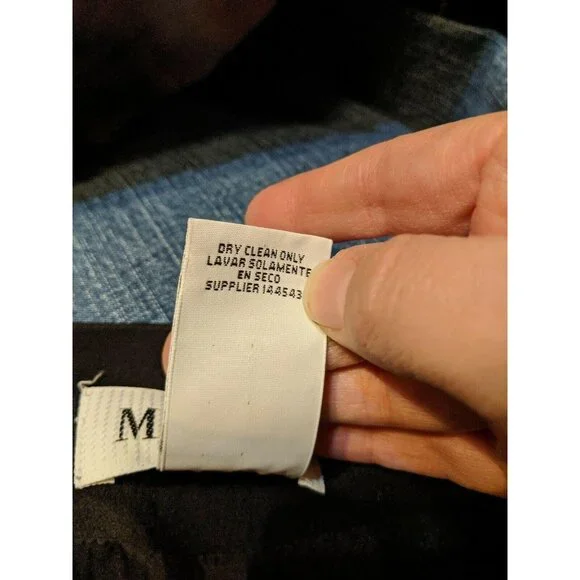 DRY CLEAN ONLY
LAVAR SOLAMENTE
EN SECO
SUPPLIER 144543
M